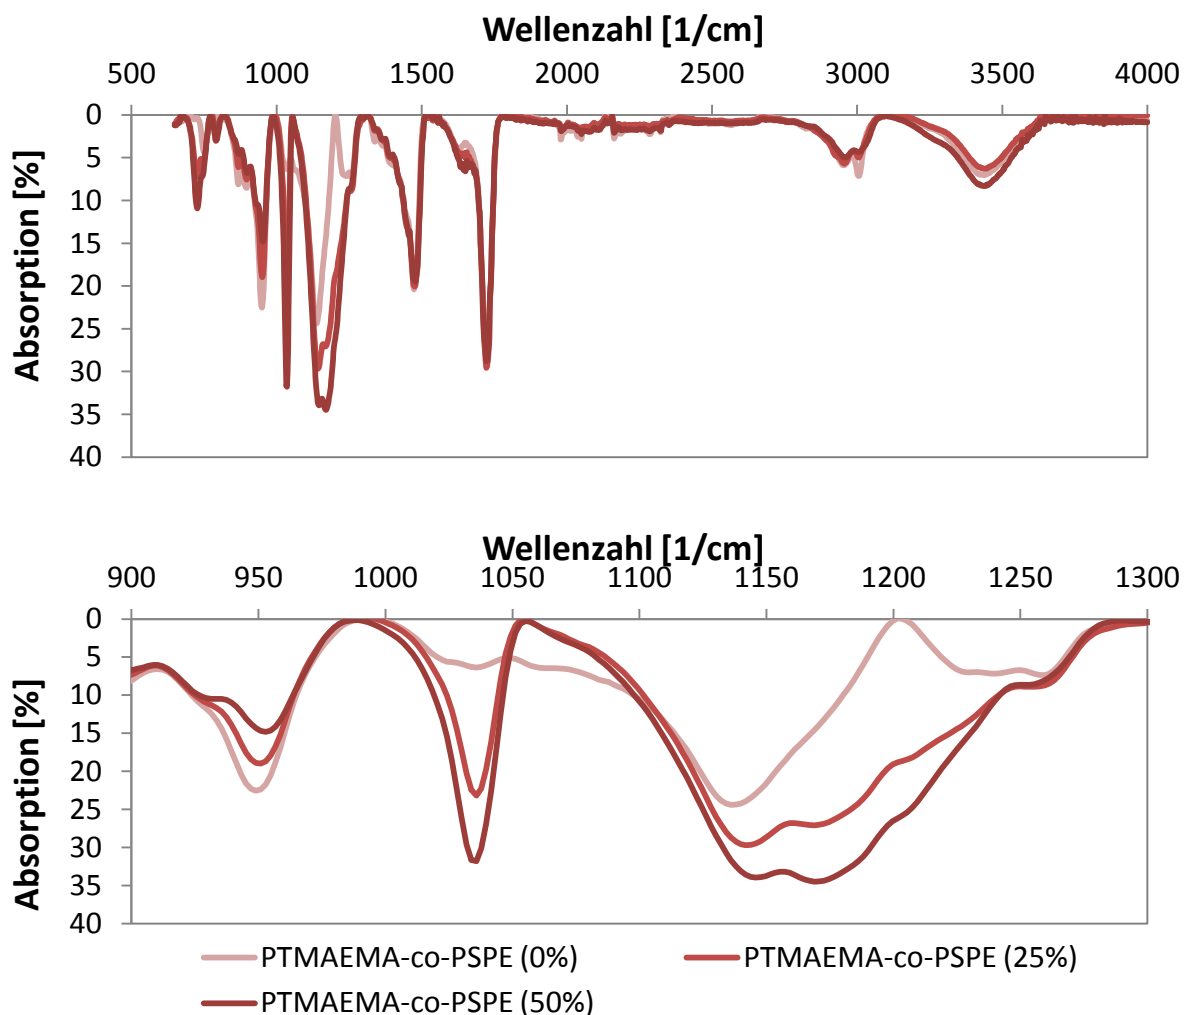 Wellenzahl [1/cm]
500 1000 1500 2000 2500 3000 3500 4000
0
5
10
15
20
25
30
35
40
Absorption [%]
Wellenzahl [1/cm]
900 950 1000 1050 1100 1150 1200 1250 1300
0
5
10
15
20
25
30
35
40
Absorption [%]
PTMAEMA-co-PSPE (0%) PTMAEMA-co-PSPE (25%)
PTMAEMA-co-PSPE (50%)